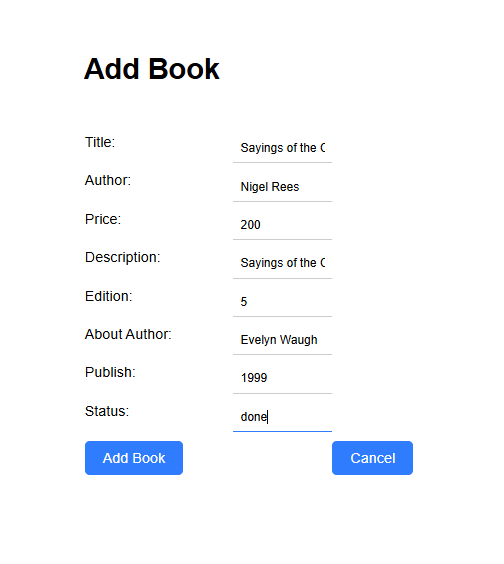 Add Book
Title: Sayings of the
Author: Nigel Rees
Price: 200
Description: Sayings of the
Edition: 5
About Author: Evelyn Waugh
Publish: 1999
Status: done
Add Book Cancel